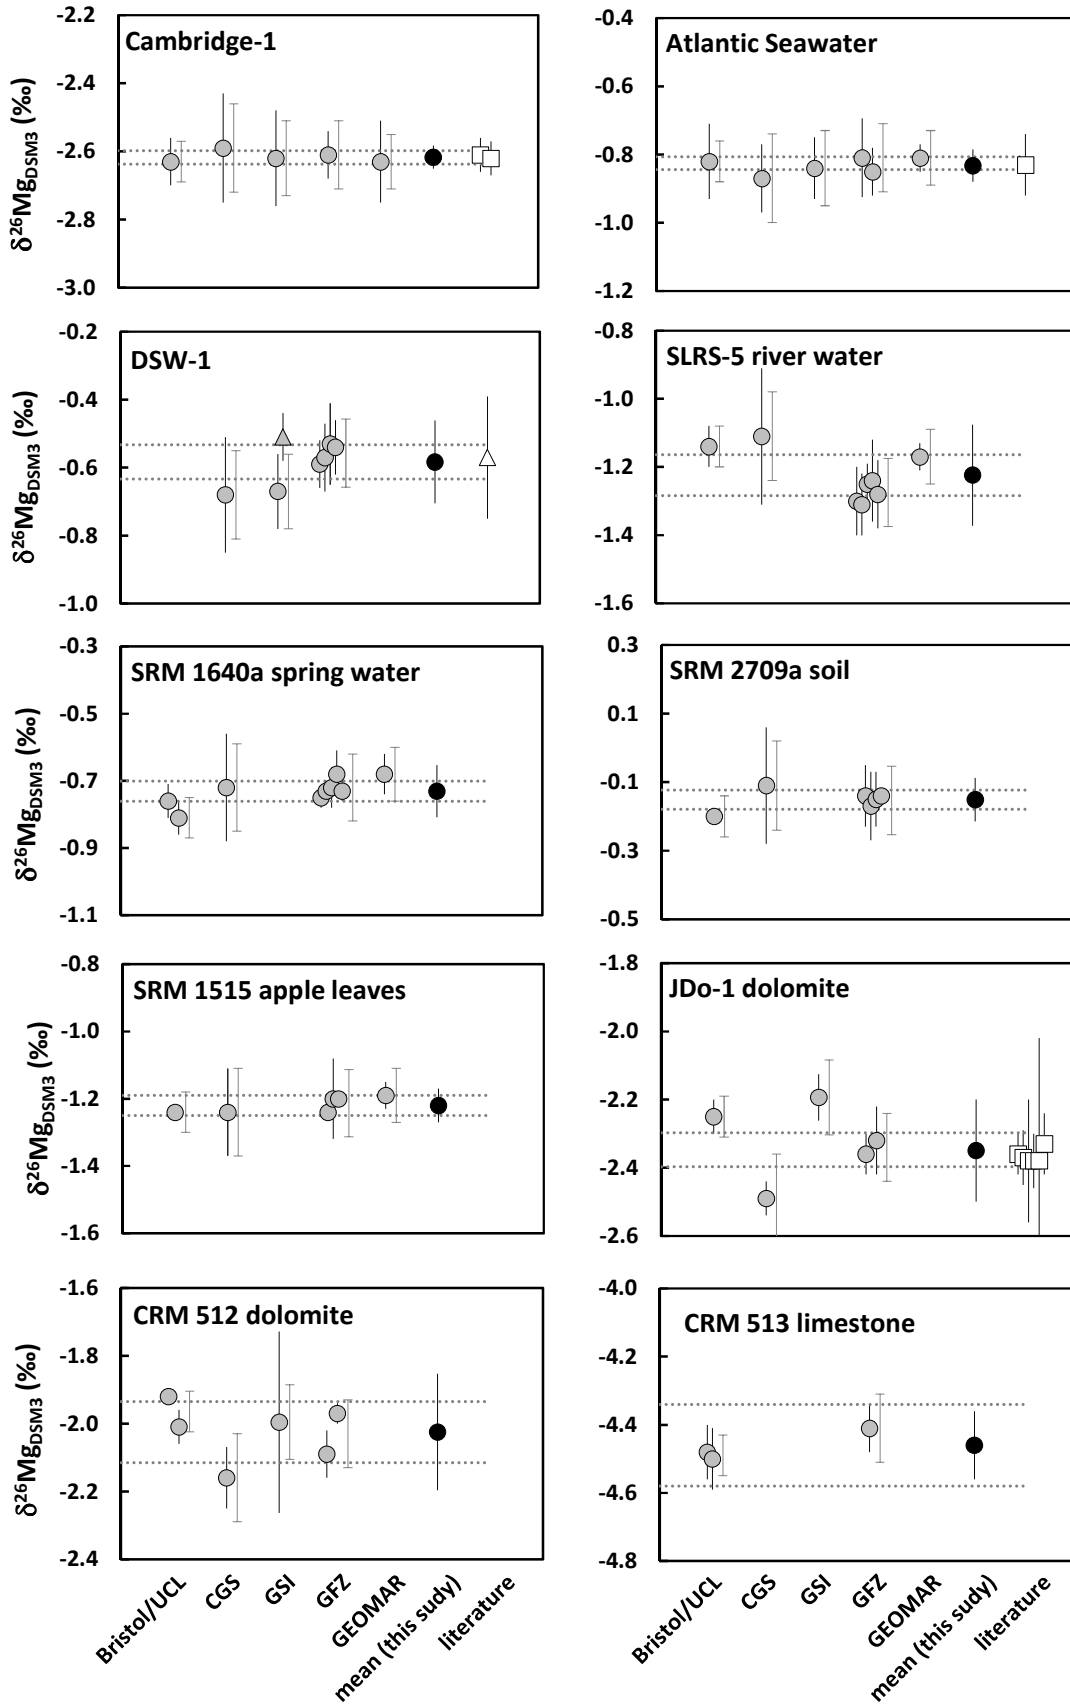 Cambridge-1
δ26MgDSM3 (‰)
-2.2
-2.4
-2.6
-2.8
-3.0
Atlantic Seawater
-0.4
-0.6
-0.8
-1.0
-1.2
DSW-1
δ26MgDSM3 (‰)
-0.2
-0.4
-0.6
-0.8
-1.0
SLRS-5 river water
-0.8
-1.0
-1.2
-1.4
-1.6
SRM 1640a spring water
δ26MgDSM3 (‰)
-0.3
-0.5
-0.7
-0.9
-1.1
SRM 2709a soil
0.3
0.1
-0.1
-0.3
-0.5
SRM 1515 apple leaves
δ26MgDSM3 (‰)
-0.8
-1.0
-1.2
-1.4
-1.6
JDo-1 dolomite
-1.8
-2.0
-2.2
-2.4
-2.6
CRM 512 dolomite
δ26MgDSM3 (‰)
-1.6
-1.8
-2.0
-2.2
-2.4
CRM 513 limestone
-4.0
-4.2
-4.4
-4.6
-4.8
Bristol/UCL
CGS
GSI
GFZ
GEOMAR
mean (this sudy)
literature
Bristol/UCL
CGS
GSI
GFZ
GEOMAR
mean (this sudy)
literature